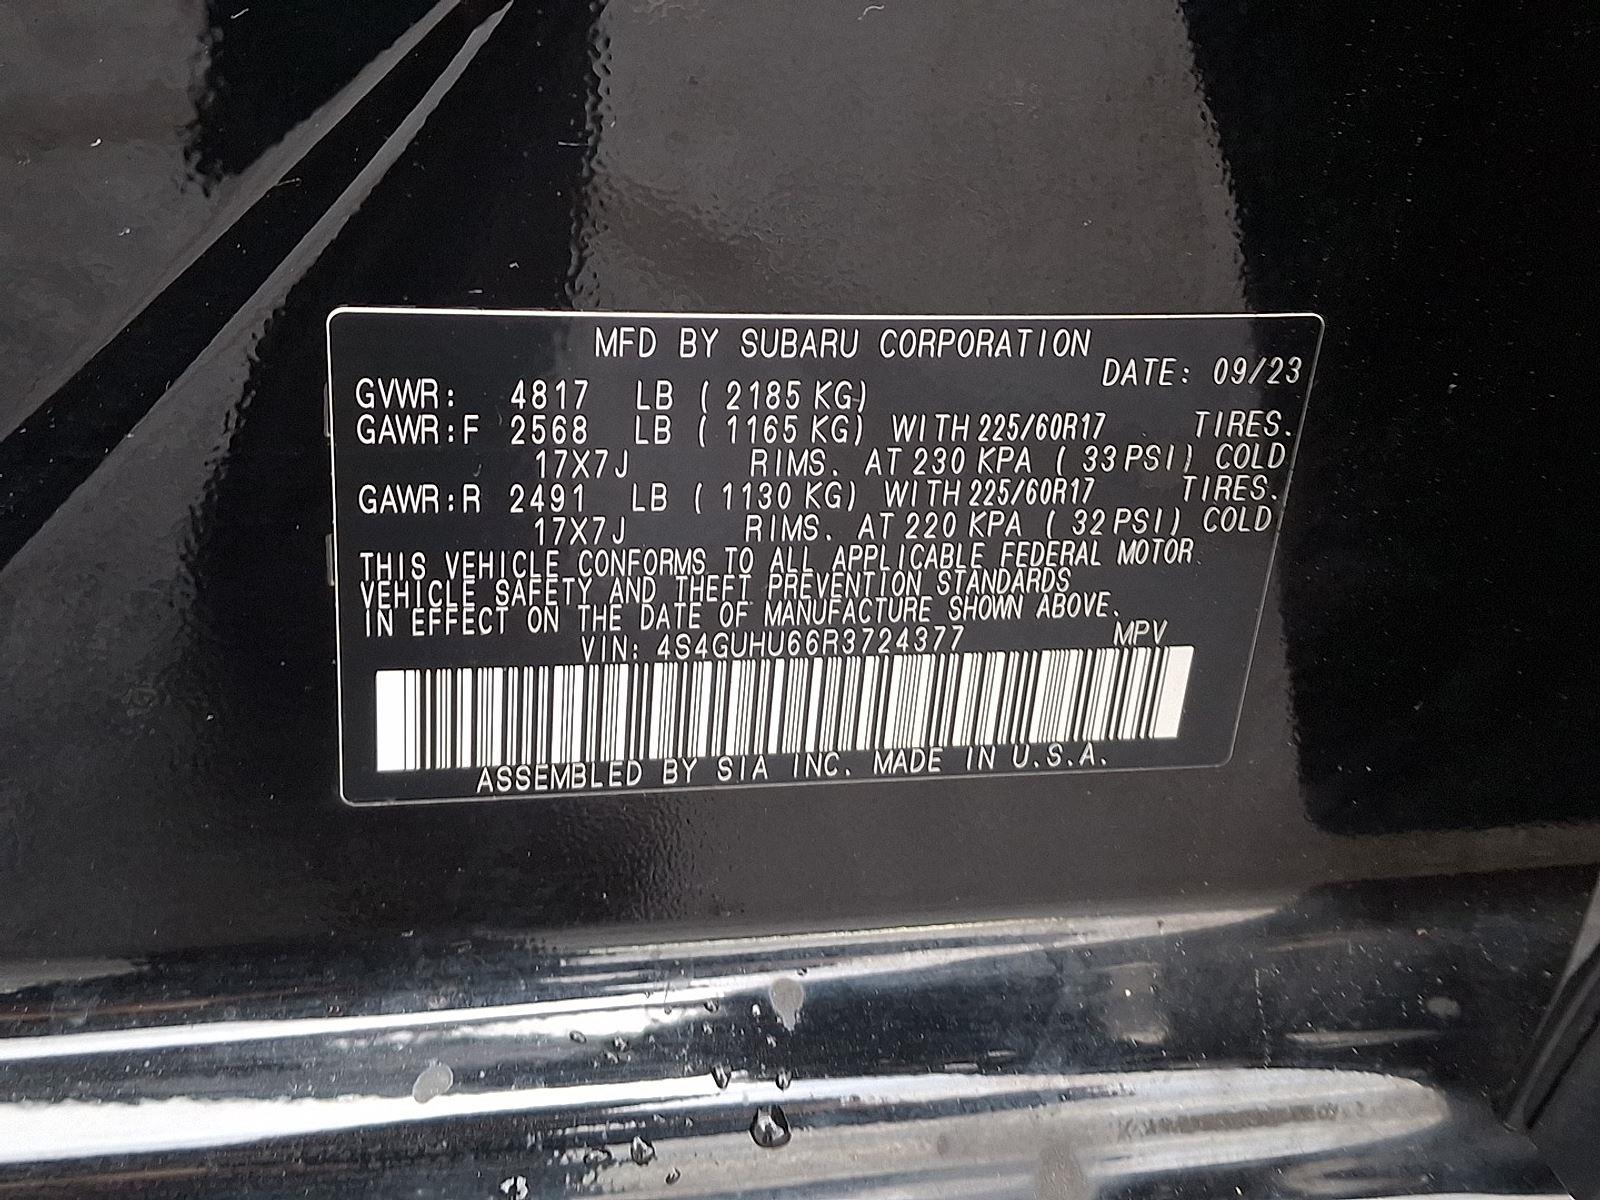 MFD BY SUBARU CORPORATION
DATE: 09/23
GVWR: 4817 LB (2185 KG)
GAWR:F 2568 LB (1165 KG) WITH 225/60R17 TIRES.
17X7J RIMS. AT 230 KPA (33 PSI) COLD
GAWR:R 2491 LB (1130 KG) WITH 225/60R17 TIRES.
17X7J RIMS. AT 220 KPA (32 PSI) COLD
THIS VEHICLE CONFORMS TO ALL APPLICABLE FEDERAL MOTOR
VEHICLE SAFETY AND THEFT PREVENTION STANDARDS
IN EFFECT ON THE DATE OF MANUFACTURE SHOWN ABOVE.
VIN: 4S4GUHU66R3724377 MPV
ASSEMBLED BY SIA INC. MADE IN U.S.A.